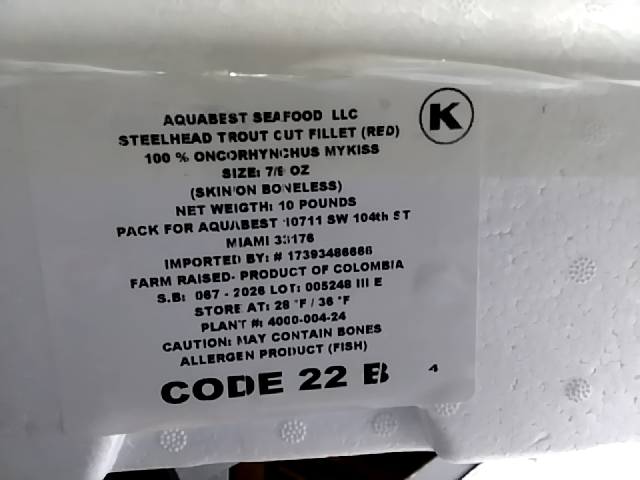 AQUABEST SEAFOOD LLC
K
STEELHEAD TROUT CUT FILLET (RED)
100 % ONCORHYNCHUS MYKISS
SIZE: 7/8 OZ
(SKIN/ON BONELESS)
NET WEIGTH: 10 POUNDS
PACK FOR AQUABEST 10711 SW 104th ST
MIAMI 33176
IMPORTED BY: # 17393486666
FARM RAISED- PRODUCT OF COLOMBIA
S.B: 067 - 2026 LOT: 005248 III E
STORE AT: 28 °F / 36 °F
PLANT #: 4000-004-24
CAUTION: MAY CONTAIN BONES
ALLERGEN PRODUCT (FISH)
CODE 22 B 4